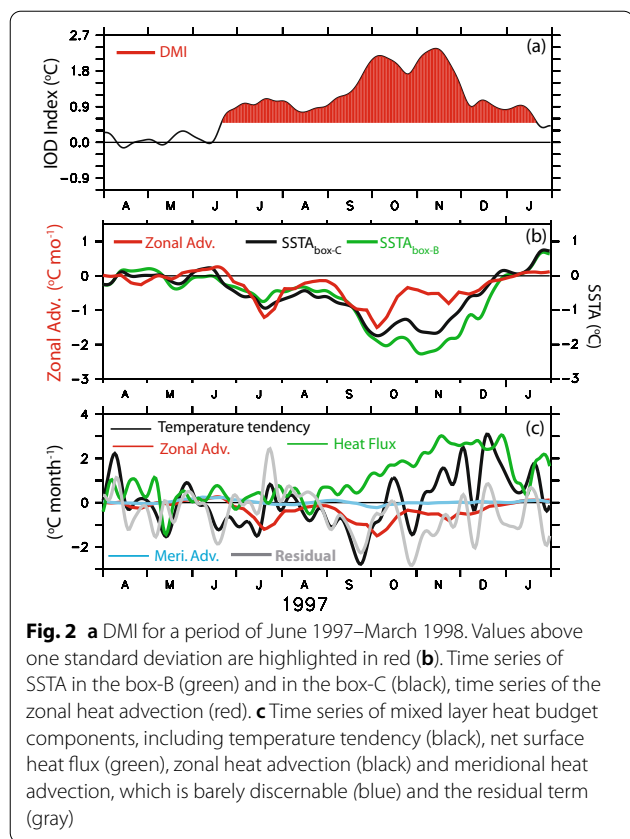 2.7
1.8
0.9
0.0
-0.9
IOD Index (°C)
DMI
(a)
A M J J A S O N D J
Zonal Adv. (°C mo⁻¹)
1
0
-1
-2
-3
Zonal Adv.
SSTA box-C
SSTA box-B
(b)
1
0
-1
-2
-3
SSTA (°C)
A M J J A S O N D J
(°C month⁻¹)
4
2
0
-2
Temperature tendency
(c)
Zonal Adv.
Heat Flux
Meri. Adv.
Residual
A M J J A S O N D J
1997
Fig. 2 a DMI for a period of June 1997–March 1998. Values above
one standard deviation are highlighted in red (b). Time series of
SSTA in the box-B (green) and in the box-C (black), time series of the
zonal heat advection (red). c Time series of mixed layer heat budget
components, including temperature tendency (black), net surface
heat flux (green), zonal heat advection (black) and meridional heat
advection, which is barely discernable (blue) and the residual term
(gray)